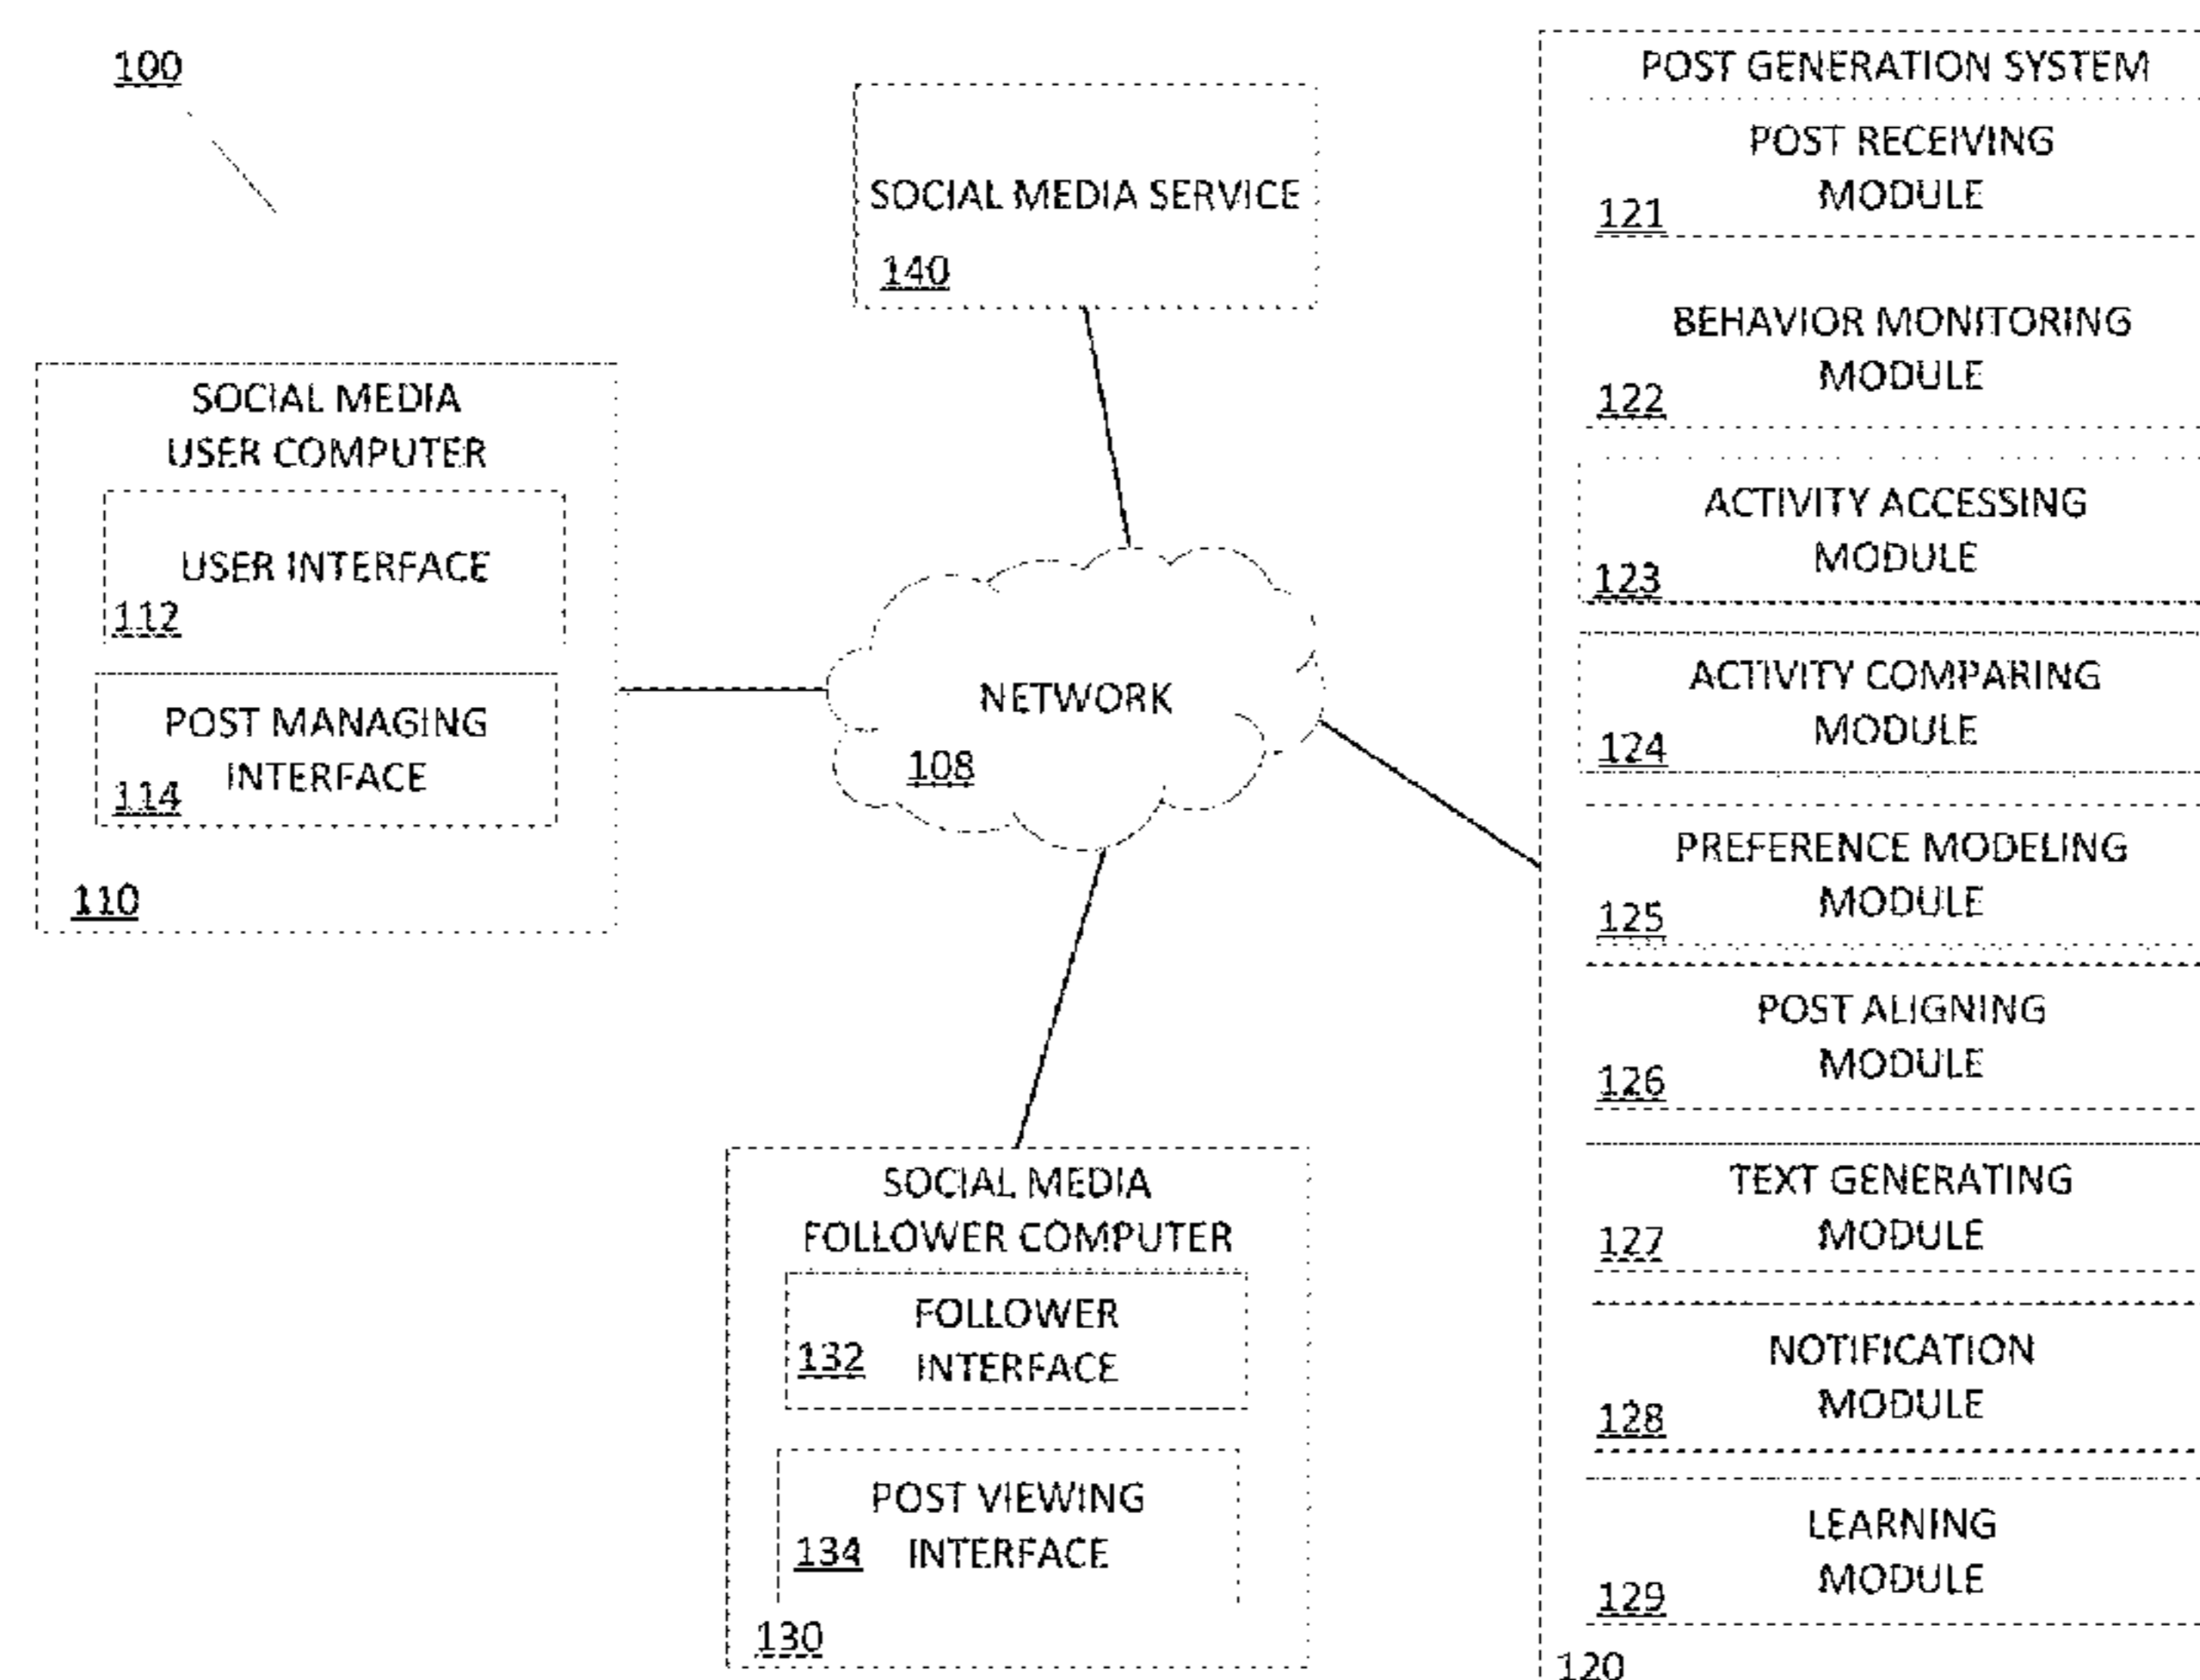 100
SOCIAL MEDIA SERVICE
140
SOCIAL MEDIA
USER COMPUTER
USER INTERFACE
112
POST MANAGING
INTERFACE
114
110
NETWORK
108
SOCIAL MEDIA
FOLLOWER COMPUTER
FOLLOWER
INTERFACE
132
POST VIEWING
INTERFACE
134
130
POST GENERATION SYSTEM
POST RECEIVING
MODULE
121
BEHAVIOR MONITORING
MODULE
122
ACTIVITY ACCESSING
MODULE
123
ACTIVITY COMPARING
MODULE
124
PREFERENCE MODELING
MODULE
125
POST ALIGNING
MODULE
126
TEXT GENERATING
MODULE
127
NOTIFICATION
MODULE
128
LEARNING
MODULE
129
120